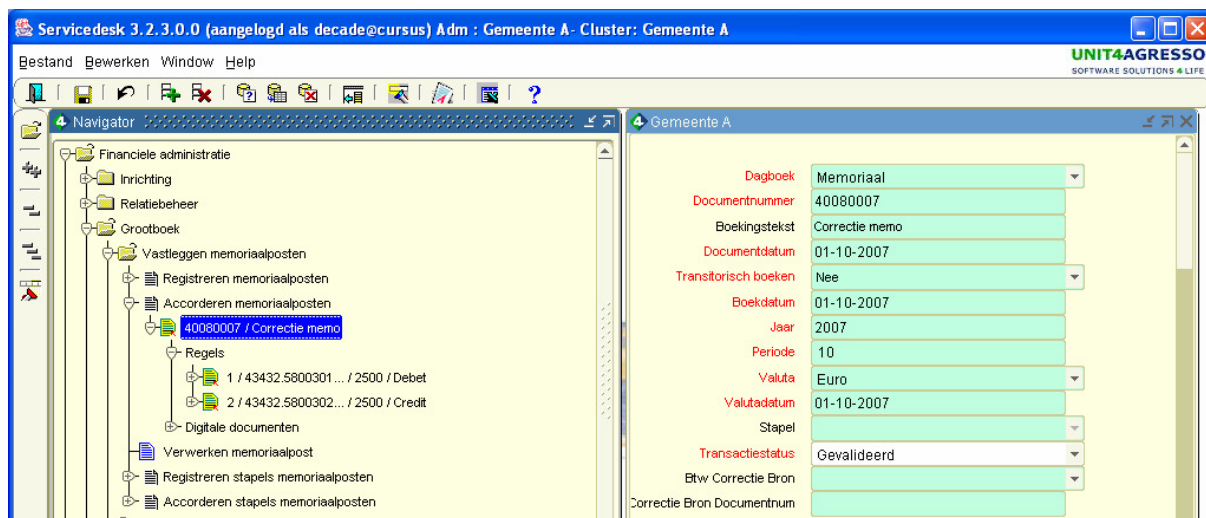 Servicedesk 3.2.3.0.0 (aangelogd als decade@cursus) Adm : Gemeente A- Cluster: Gemeente A
Bestand Bewerken Window Help
UNIT4AGRESSO
SOFTWARE SOLUTIONS 4 LIFE
4 Navigator
Financiele administratie
Inrichting
Relatiebeheer
Grootboek
Vastleggen memoriaalposten
Registreren memoriaalposten
Accorderen memoriaalposten
40080007 / Correctie memo
Regels
1 / 43432.5800301... / 2500 / Debet
2 / 43432.5800302... / 2500 / Credit
Digitale documenten
Verwerken memoriaalpost
Registreren stapels memoriaalposten
Accorderen stapels memoriaalposten
4 Gemeente A
Dagboek Memoriaal
Documentnummer 40080007
Boekingstekst Correctie memo
Documentdatum 01-10-2007
Transitorisch boeken Nee
Boekdatum 01-10-2007
Jaar 2007
Periode 10
Valuta Euro
Valutadatum 01-10-2007
Stapel
Transactiestatus Gevalideerd
Btw Correctie Bron
Correctie Bron Documentnum